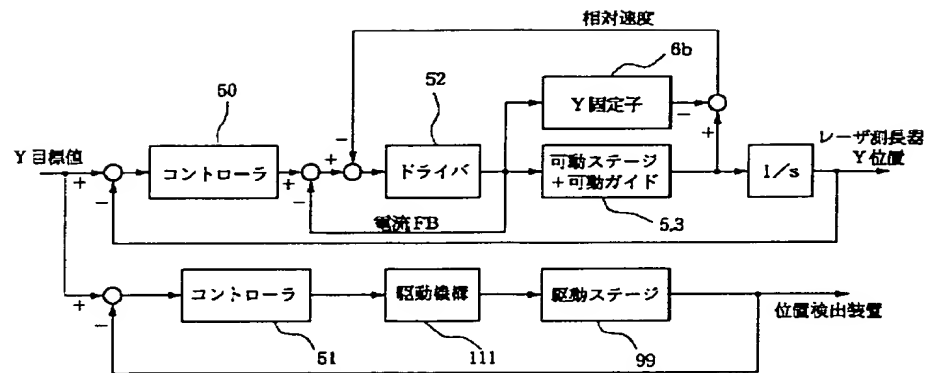 相対速度
6b
52
50
Y 固定子
−
−
+
レーザ測長器
Y 目標値
+
Y 位置
+
−
コントローラ
+
−
ドライバ
可動ステージ
+可動ガイド
1/s
電流FB
5,3
+
−
コントローラ
駆動機構
駆動ステージ
位置検出装置
51
111
99